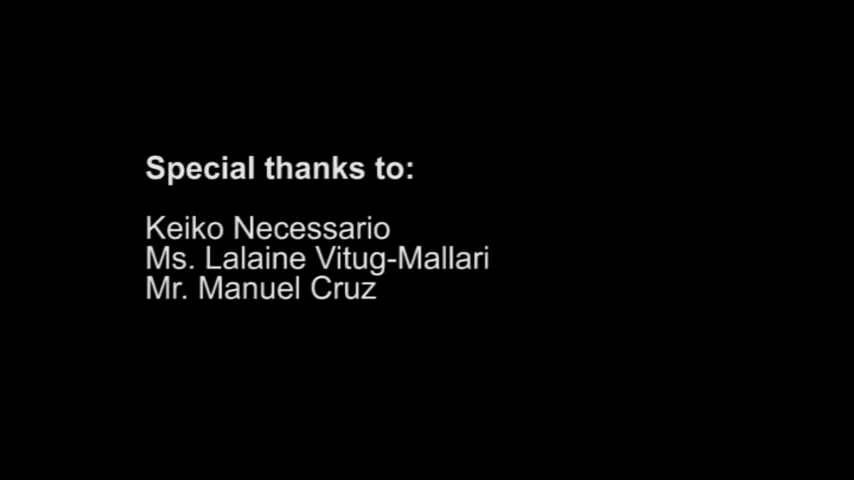 Special thanks to:
Keiko Necessario
Ms. Lalaine Vitug-Mallari
Mr. Manuel Cruz